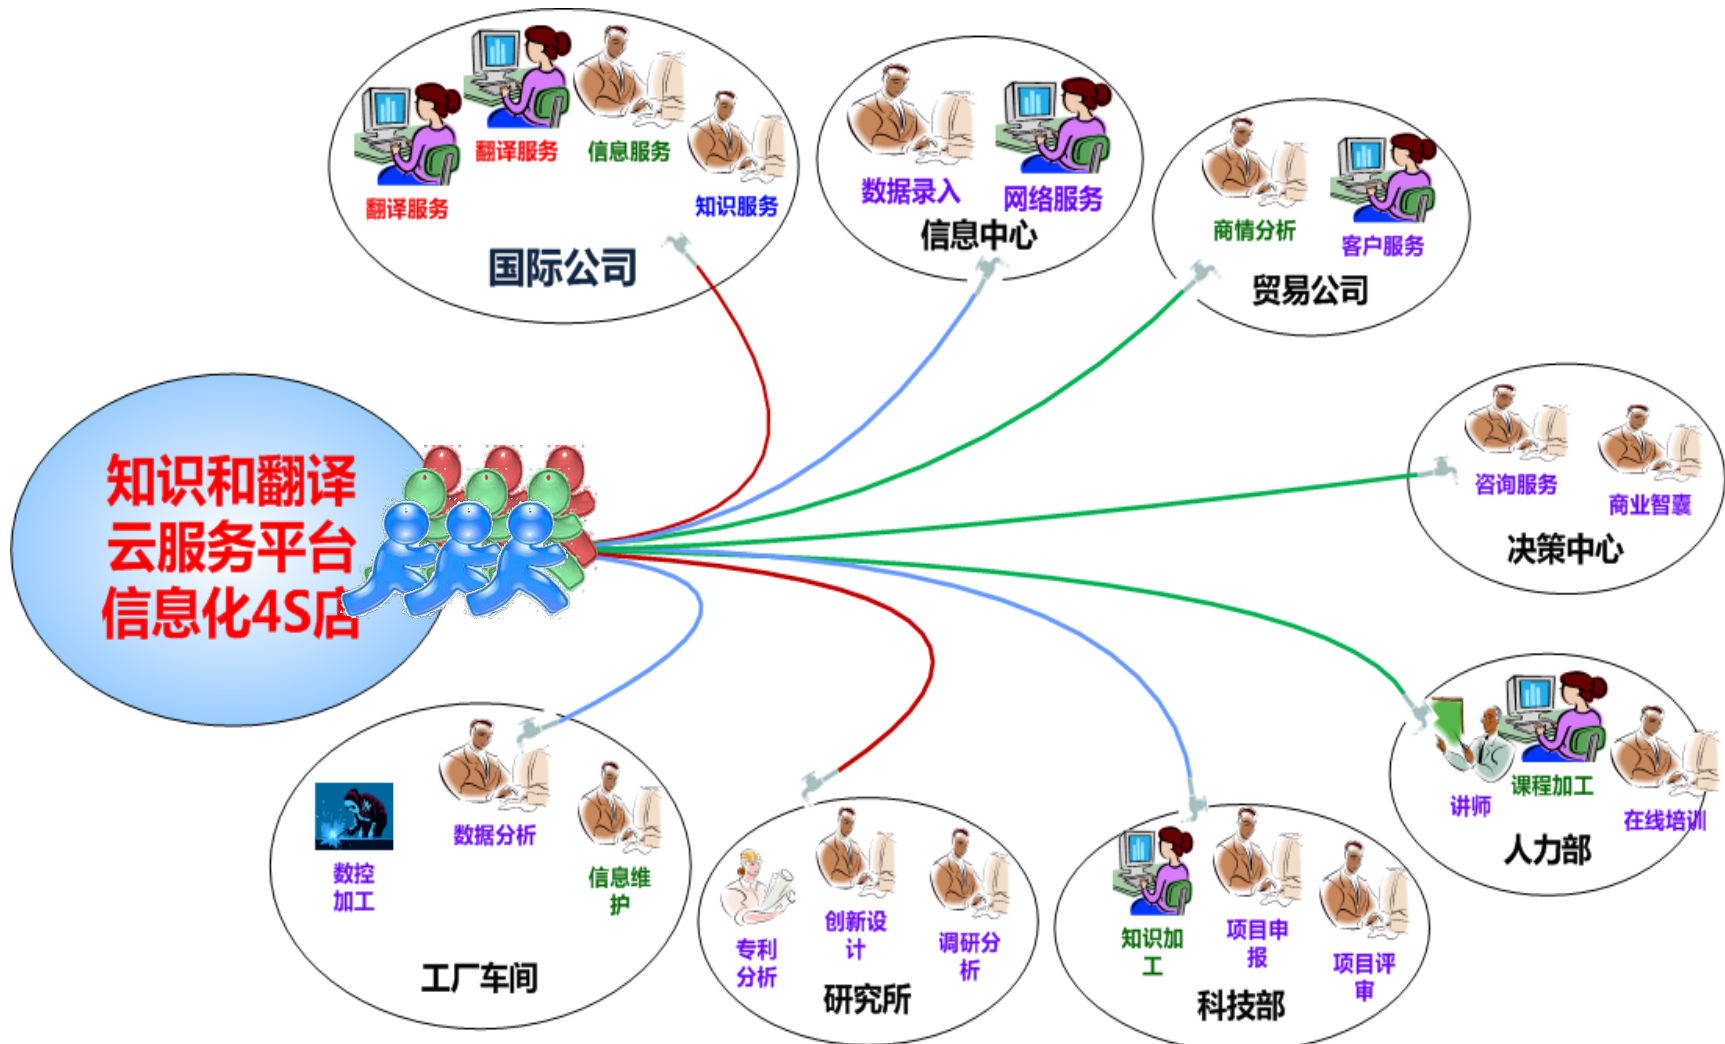 翻译服务
翻译服务
信息服务
知识服务
国际公司
数据录入
网络服务
信息中心
商情分析
客户服务
贸易公司
知识和翻译
云服务平台
信息化4S店
咨询服务
商业智囊
决策中心
讲师
课程加工
在线培训
人力部
数控
加工
数据分析
信息维
护
工厂车间
专利
分析
创新设
计
调研分
析
研究所
知识加
工
项目申
报
项目评
审
科技部